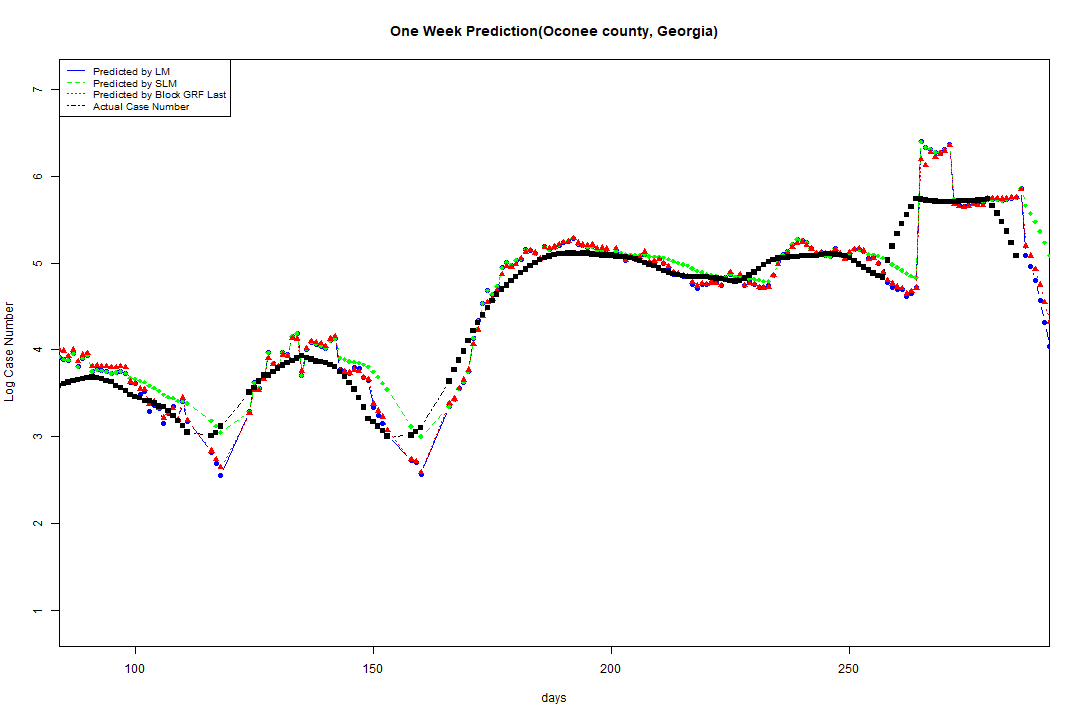 One Week Prediction(Oconee county, Georgia)
Predicted by LM
Predicted by SLM
Predicted by Block GRF Last
Actual Case Number
Log Case Number
7
6
5
4
3
2
1
100 150 200 250
days